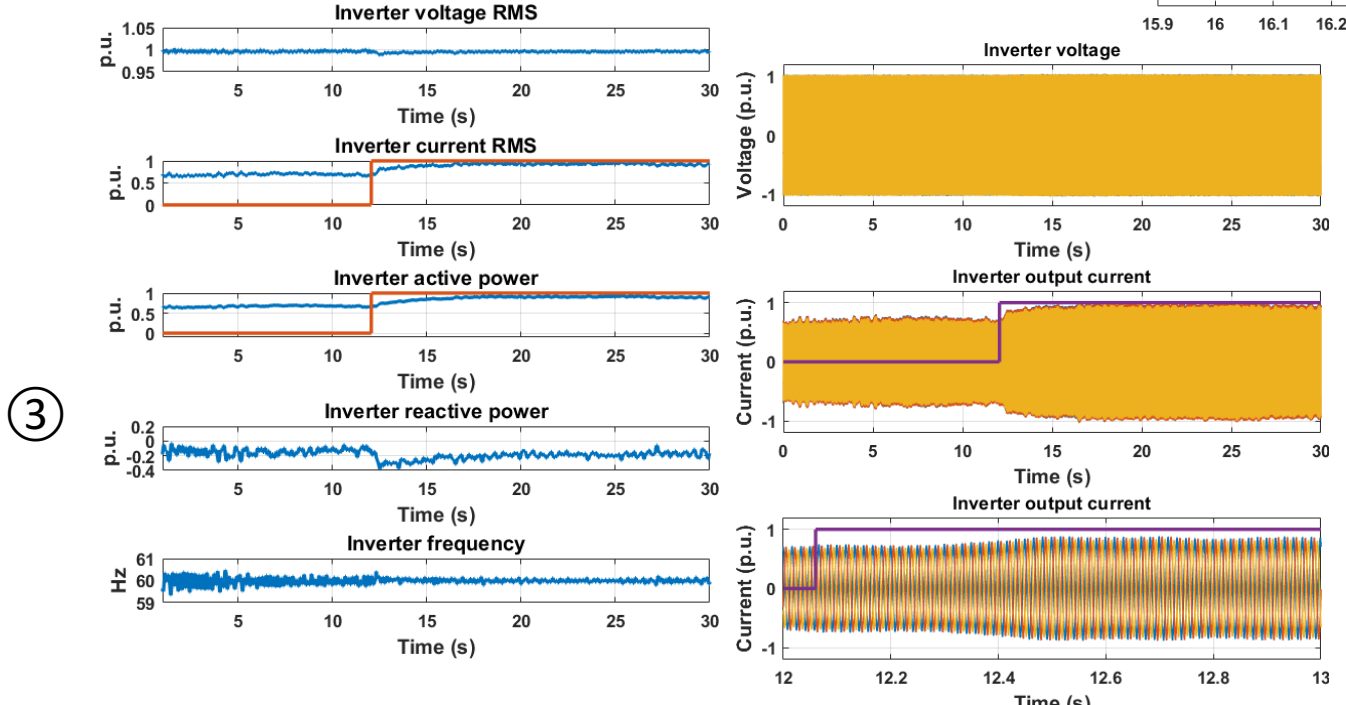 Inverter voltage RMS
p.u.
1.05
1
0.95
5 10 15 20 25 30
Time (s)
Inverter current RMS
p.u.
1
0.5
0
5 10 15 20 25 30
Time (s)
Inverter active power
p.u.
1
0.5
0
5 10 15 20 25 30
Time (s)
③
Inverter reactive power
p.u.
0.2
0
-0.2
-0.4
5 10 15 20 25 30
Time (s)
Inverter frequency
Hz
61
60
59
5 10 15 20 25 30
Time (s)
15.9 16 16.1 16.2
Inverter voltage
Voltage (p.u.)
1
0
-1
0 5 10 15 20 25 30
Time (s)
Inverter output current
Current (p.u.)
1
0
-1
0 5 10 15 20 25 30
Time (s)
Inverter output current
Current (p.u.)
1
0
-1
12 12.2 12.4 12.6 12.8 13
Time (s)